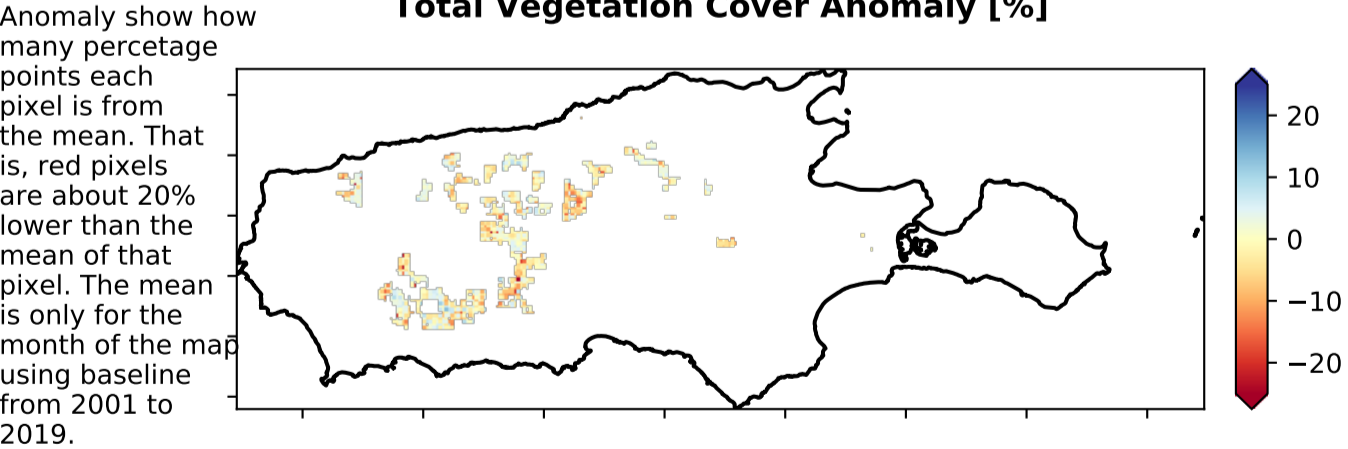 Total Vegetation Cover Anomaly [%]
Anomaly show how
many percetage
points each
pixel is from
the mean. That
is, red pixels
are about 20%
lower than the
mean of that
pixel. The mean
is only for the
month of the map
using baseline
from 2001 to
2019.
20
10
0
−10
−20